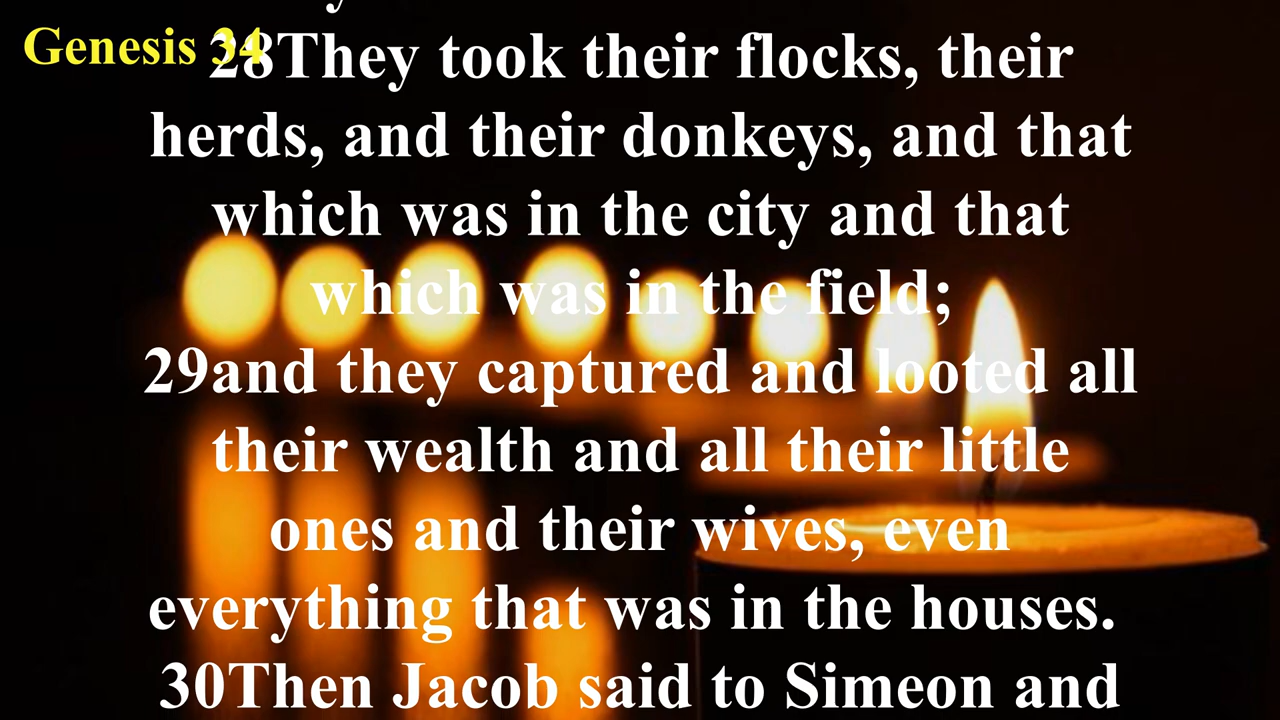 Genesis 34
28They took their flocks, their
herds, and their donkeys, and that
which was in the city and that
which was in the field;
29and they captured and looted all
their wealth and all their little
ones and their wives, even
everything that was in the houses.
30Then Jacob said to Simeon and